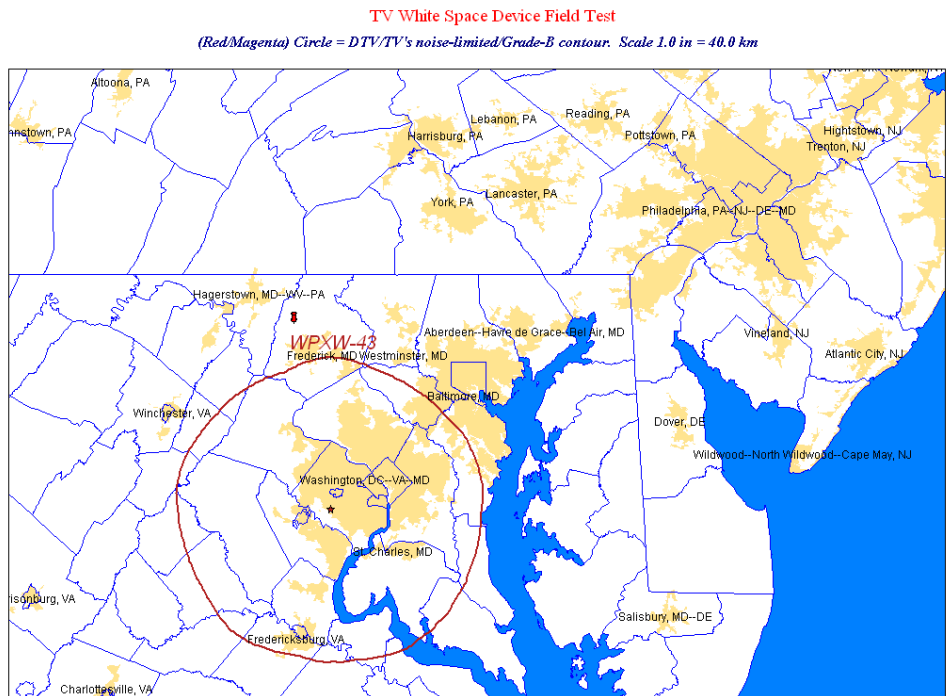 TV White Space Device Field Test
(Red/Magenta) Circle = DTV/TV's noise-limited/Grade-B contour. Scale 1.0 in = 40.0 km
Altoona, PA
Reading, PA
Lebanon, PA
Harrisburg, PA
Pottstown, PA
Hightstown, NJ
Trenton, NJ
Lancaster, PA
York, PA
Philadelphia, PA--NJ--DE--MD
Hagerstown, MD--WV--PA
WPXW-43
Aberdeen--Havre de Grace--Bel Air, MD
Vineland, NJ
Frederick, MD Westminster, MD
Atlantic City, NJ
Baltimore, MD
Winchester, VA
Dover, DE
Wildwood--North Wildwood--Cape May, NJ
Washington, DC--VA--MD
St. Charles, MD
Salisbury, MD--DE
Fredericksburg, VA
Charlottesville, VA